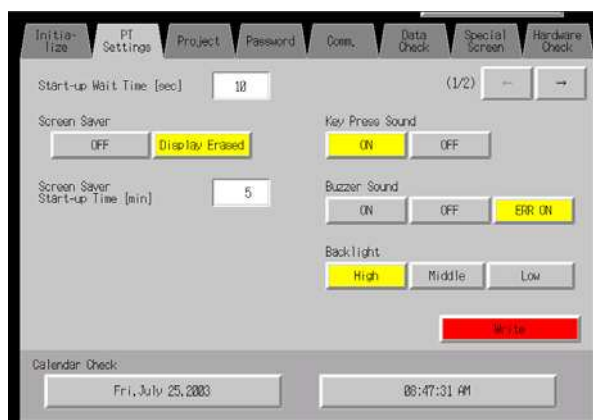 Initia-
lize
PT
Settings
Project
Password
Comm.
Data
Check
Special
Screen
Hardware
Check
Start-up Wait Time [sec]
10
(1/2)
←
→
Screen Saver
OFF
Display Erased
Key Press Sound
ON
OFF
Screen Saver
Start-up Time [min]
5
Buzzer Sound
ON
OFF
ERR ON
Backlight
High
Middle
Low
Write
Calendar Check
Fri,July 25,2003
08:47:31 AM